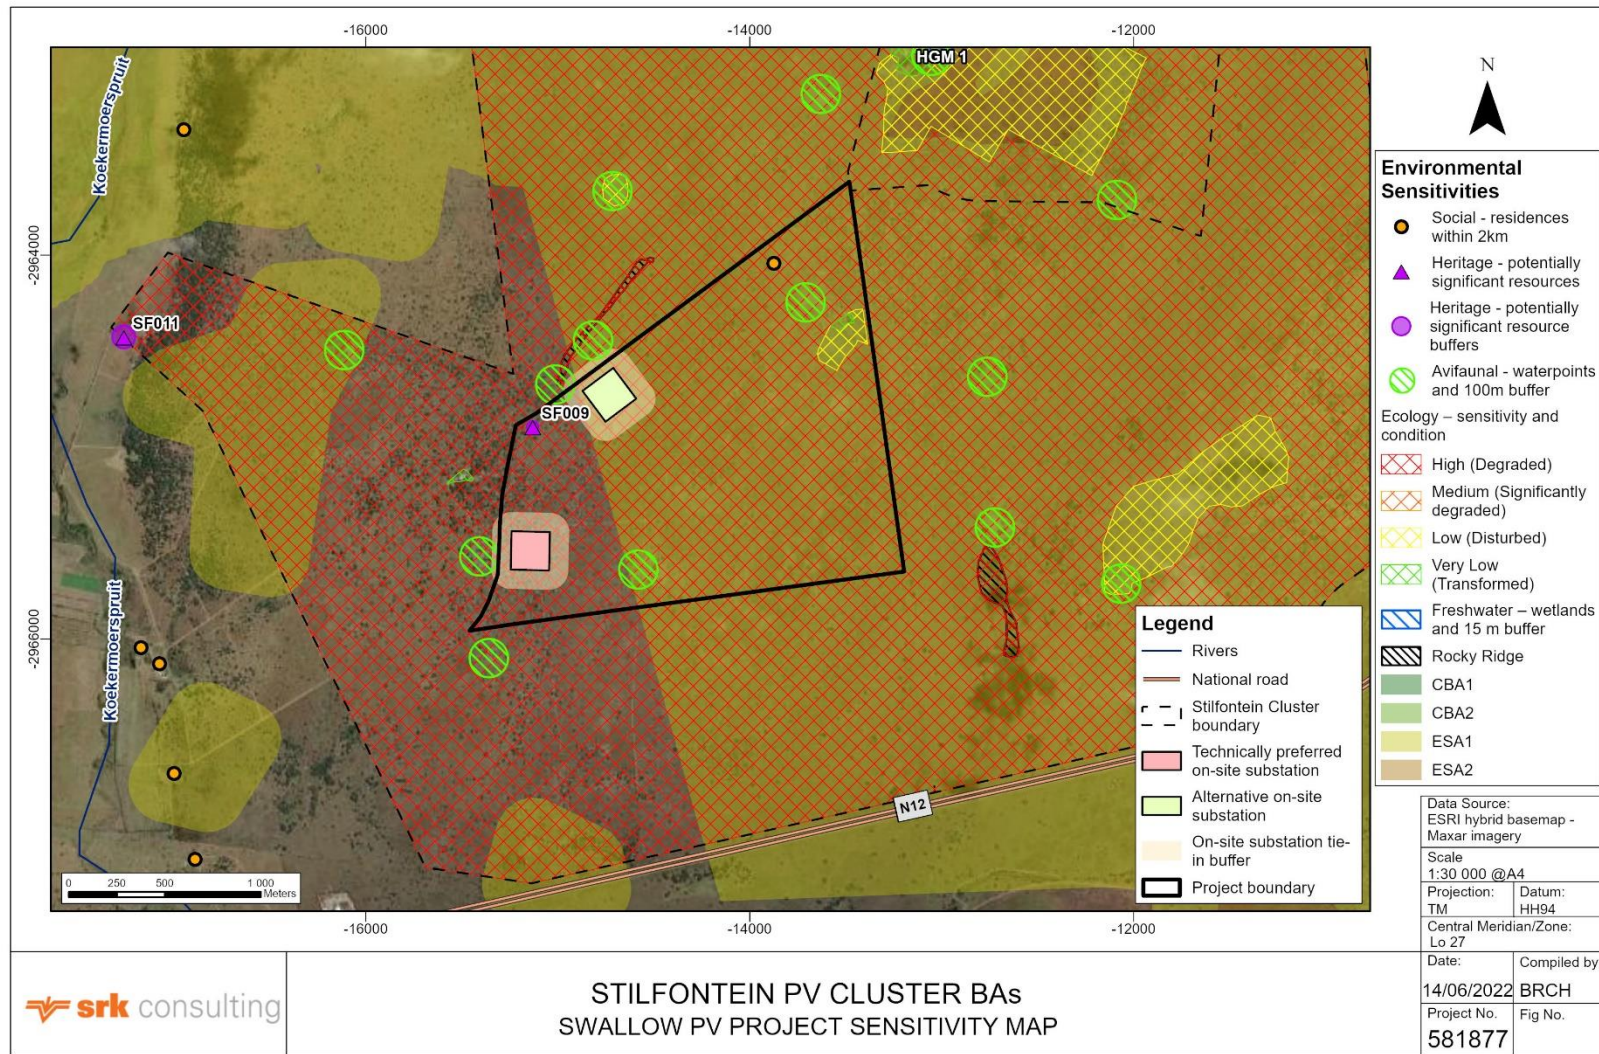 -16000
-14000
-12000
HGM 1
N
Koekermoerspruit
-2964000
SF011
SF009
Koekermoerspruit
-2966000
N12
0 250 500 1 000
Meters
-16000
-14000
-12000
Environmental
Sensitivities
Social - residences
within 2km
Heritage - potentially
significant resources
Heritage - potentially
significant resource
buffers
Avifaunal - waterpoints
and 100m buffer
Ecology – sensitivity and
condition
High (Degraded)
Medium (Significantly
degraded)
Low (Disturbed)
Very Low
(Transformed)
Freshwater – wetlands
and 15 m buffer
Rocky Ridge
CBA1
CBA2
ESA1
ESA2
Legend
Rivers
National road
Stilfontein Cluster
boundary
Technically preferred
on-site substation
Alternative on-site
substation
On-site substation tie-
in buffer
Project boundary
Data Source:
ESRI hybrid basemap -
Maxar imagery
Scale
1:30 000 @A4
Projection: Datum:
TM HH94
Central Meridian/Zone:
Lo 27
Date: Compiled by
14/06/2022 BRCH
Project No. Fig No.
581877
srk consulting
STILFONTEIN PV CLUSTER BAs
SWALLOW PV PROJECT SENSITIVITY MAP